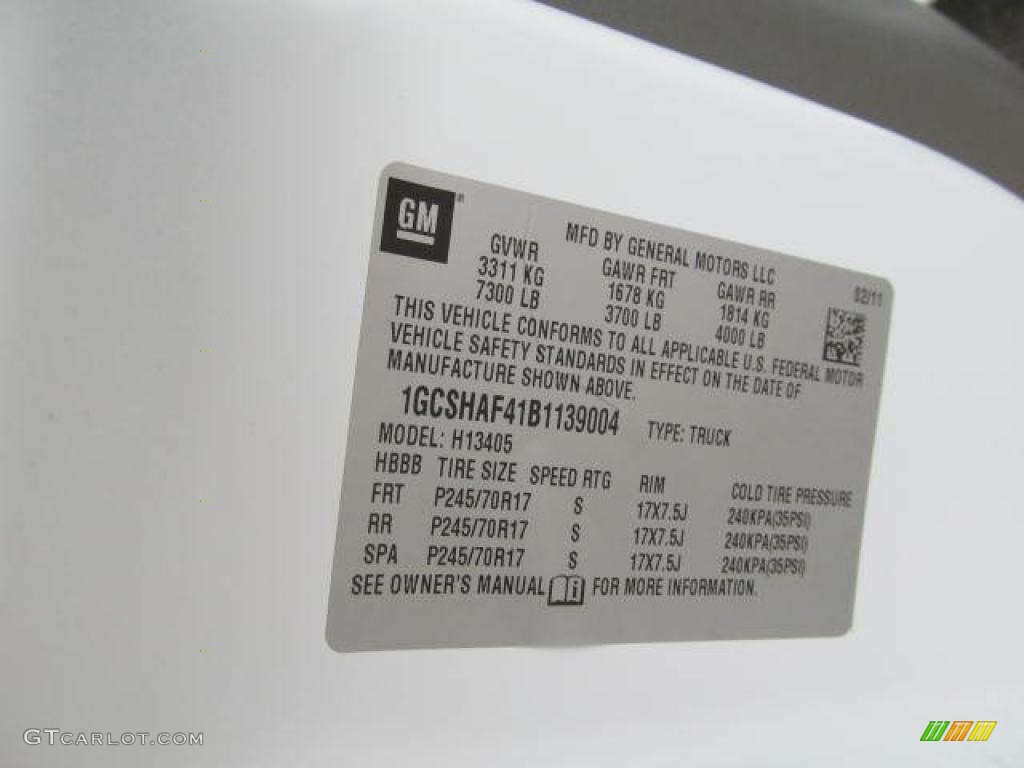 GM
MFD BY GENERAL MOTORS LLC
02/11
GVWR GAWR FRT GAWR RR
3311 KG 1678 KG 1814 KG
7300 LB 3700 LB 4000 LB
THIS VEHICLE CONFORMS TO ALL APPLICABLE U.S. FEDERAL MOTOR
VEHICLE SAFETY STANDARDS IN EFFECT ON THE DATE OF
MANUFACTURE SHOWN ABOVE.
1GCSHAF41B1139004 TYPE: TRUCK
MODEL: H13405
HBBB TIRE SIZE SPEED RTG RIM COLD TIRE PRESSURE
FRT P245/70R17 S 17X7.5J 240KPA(35PSI)
RR P245/70R17 S 17X7.5J 240KPA(35PSI)
SPA P245/70R17 S 17X7.5J 240KPA(35PSI)
SEE OWNER'S MANUAL i FOR MORE INFORMATION.
GTCARLOT.COM